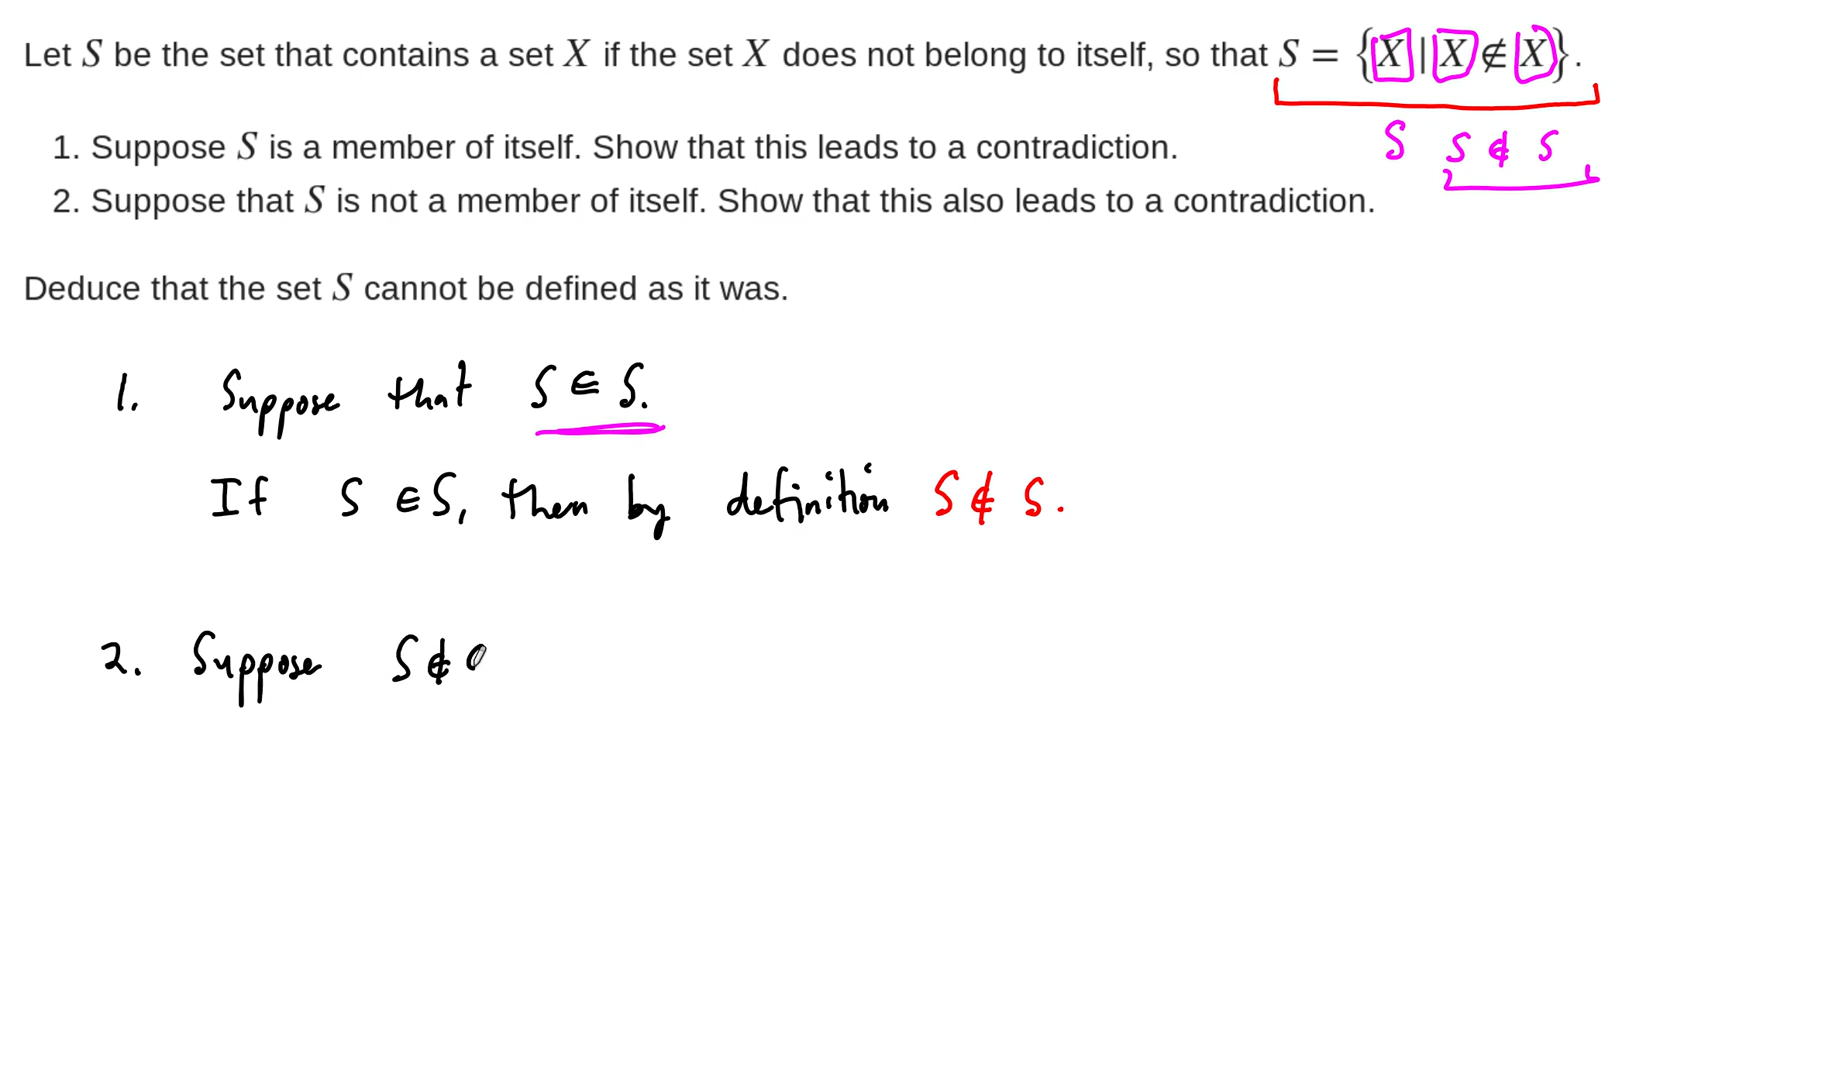 Let S be the set that contains a set X if the set X does not belong to itself, so that S = {X | X ∉ X}.
S S ∉ S
1. Suppose S is a member of itself. Show that this leads to a contradiction.
2. Suppose that S is not a member of itself. Show that this also leads to a contradiction.
Deduce that the set S cannot be defined as it was.
1. Suppose that S ∈ S.
If S ∈ S, then by definition S ∉ S.
2. Suppose S ∉